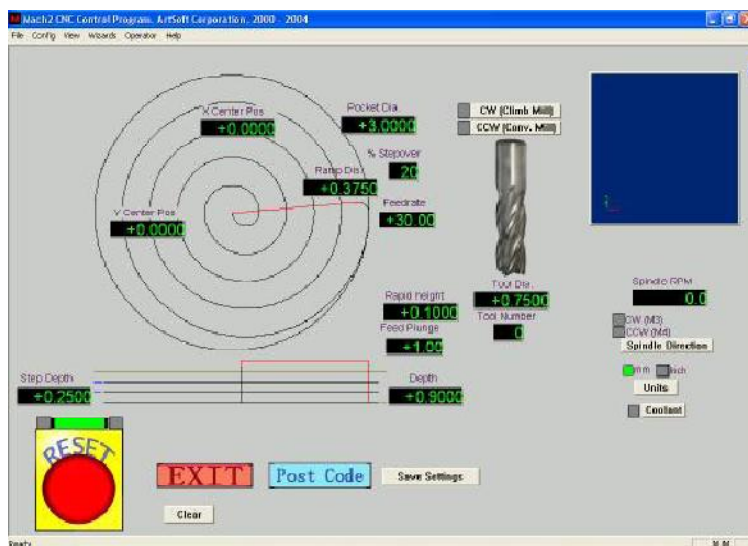 Mach2 CNC Control Program. ArtSoft Corporation. 2000 - 2004
File Config View Wizards Operator Help
X Center Pos
+0.0000
Pocket Dia.
+3.0000
CW (Climb Mill)
CCW (Conv. Mill)
% Stepover
20
Ramp Dist
+0.3750
Feedrate
+30.00
Y Center Pos
+0.0000
Tool Dia.
+0.7500
Tool Number
0
Rapid height
+0.1000
Feed Plunge
+1.00
Spindle RPM
0.0
CW (M3)
CCW (M4)
Spindle Direction
mm Inch
Units
Coolant
Step Depth
+0.2500
Depth
+0.9000
RESET
EXIT
Post Code
Save Settings
Clear
Ready